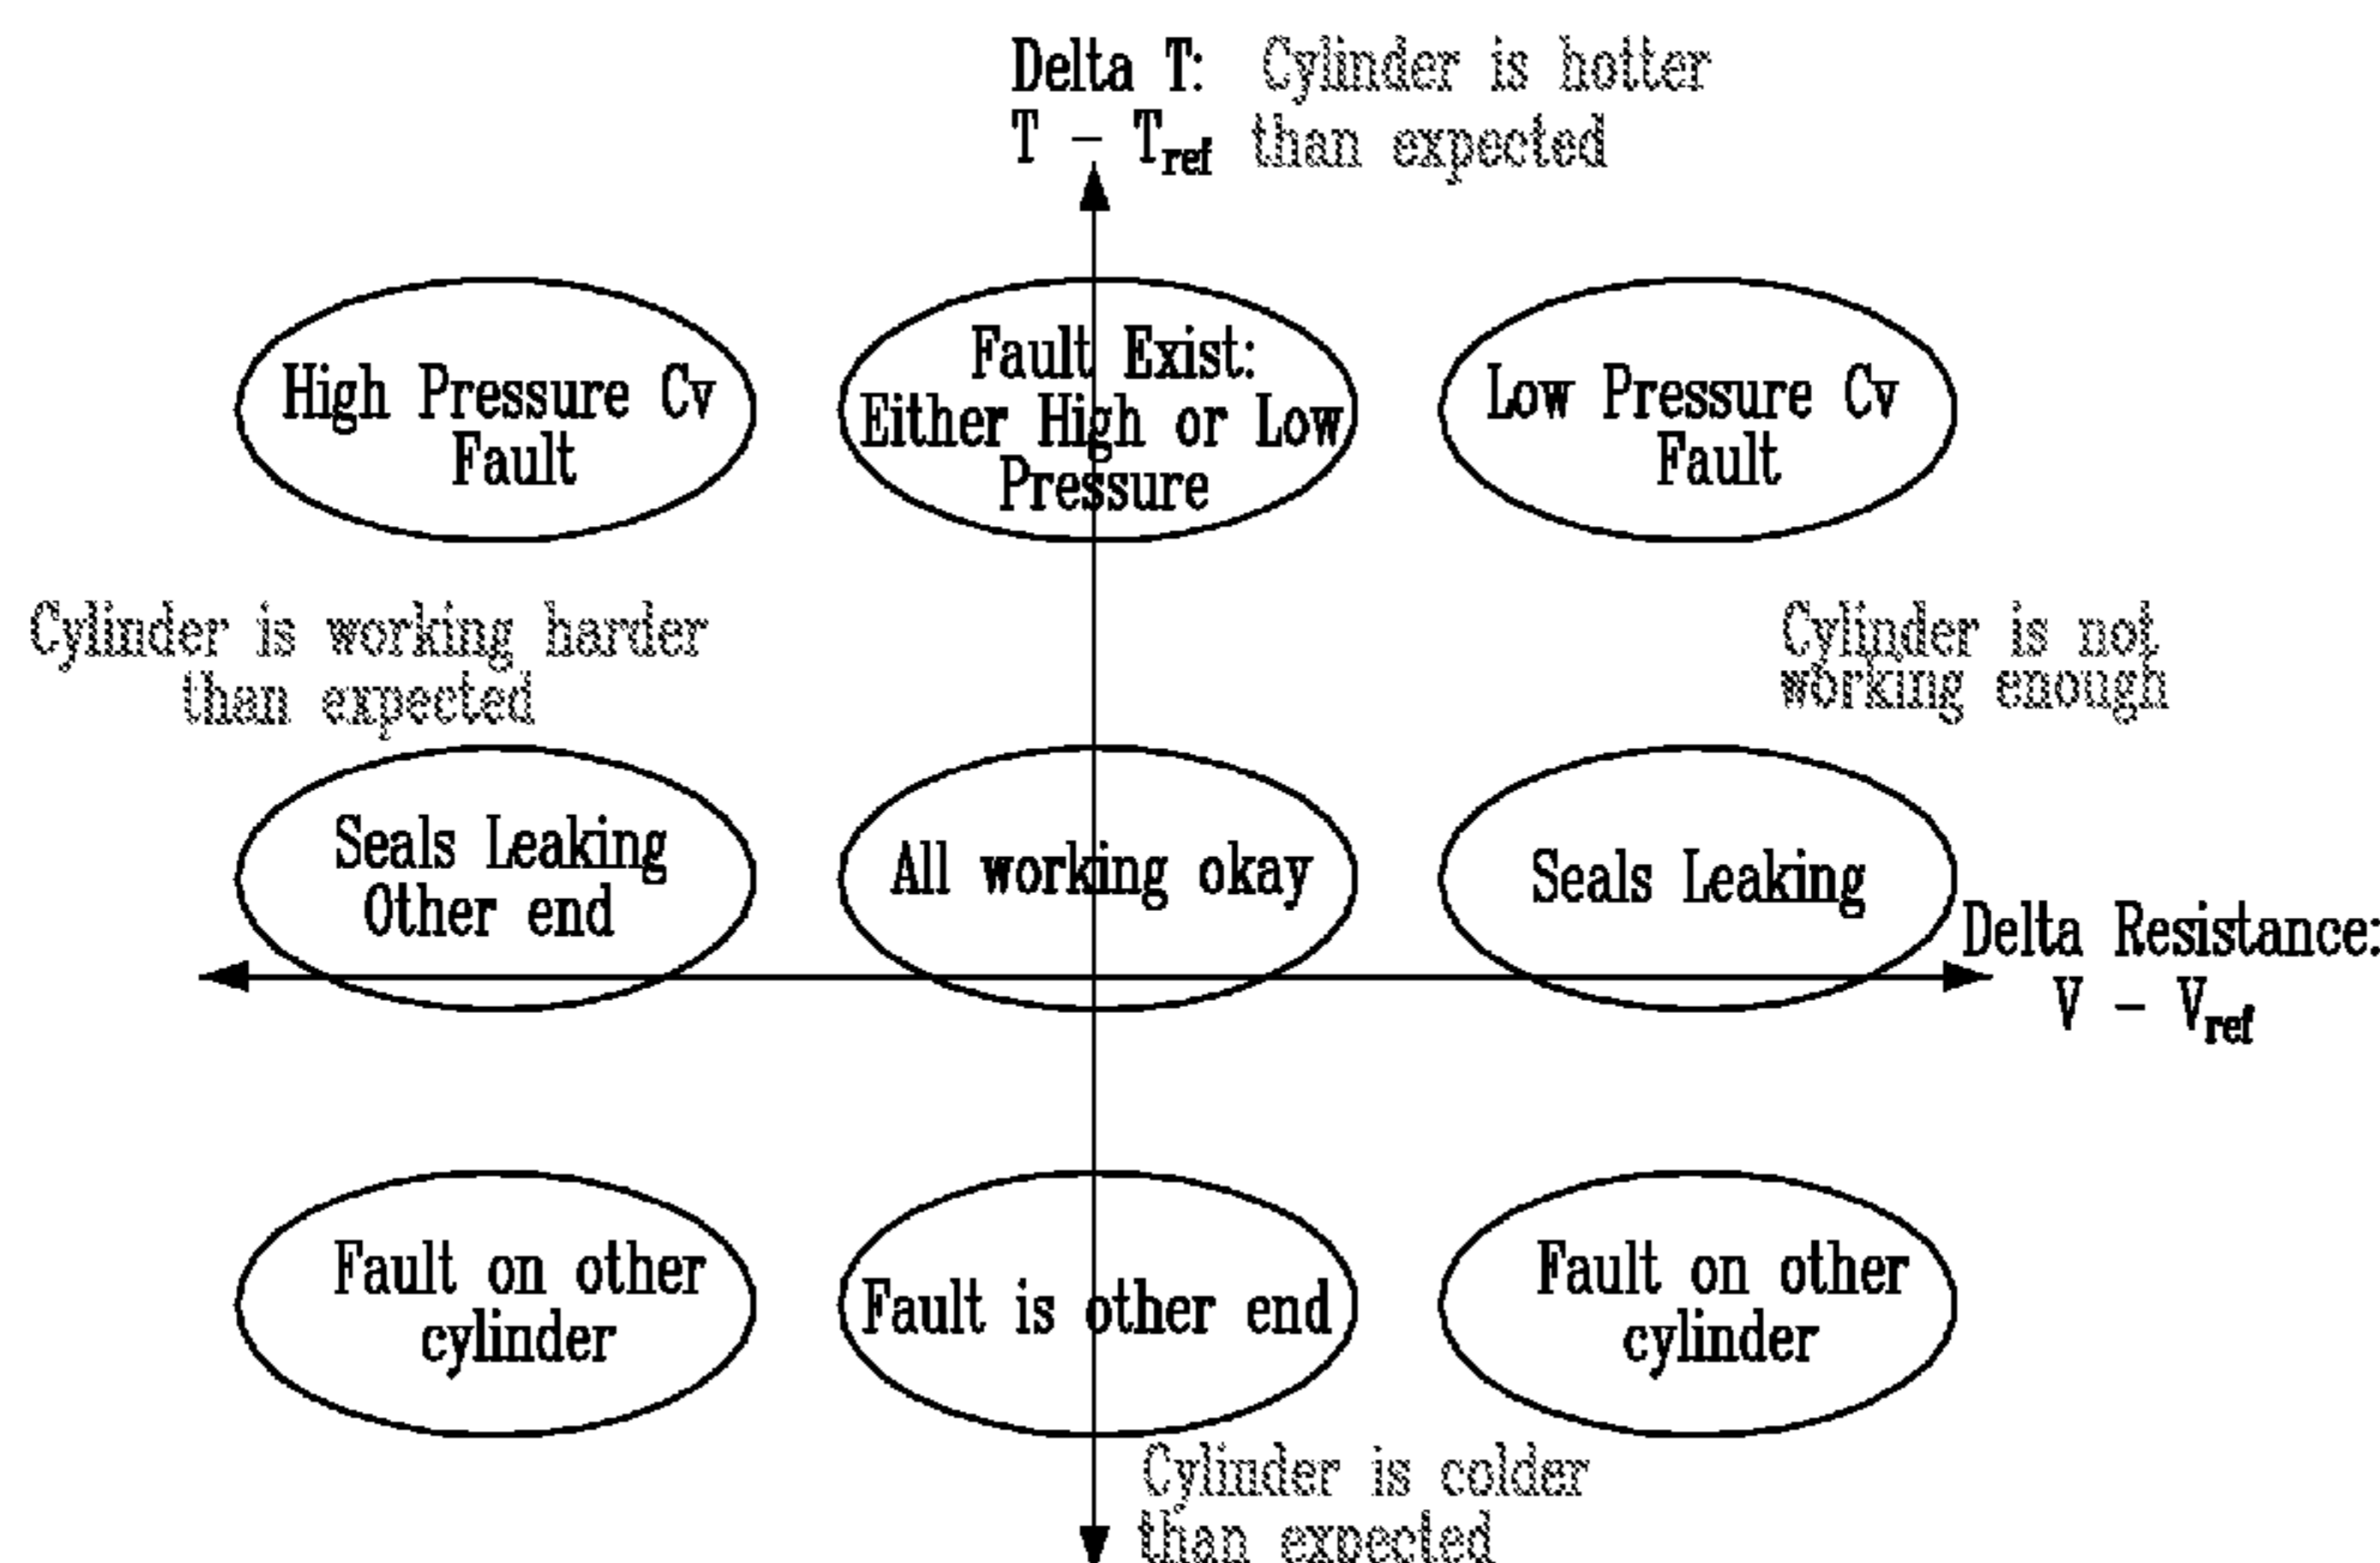 Delta T: Cylinder is hotter
T - Tref than expected
High Pressure Cv
Fault
Fault Exist:
Either High or Low
Pressure
Low Pressure Cv
Fault
Cylinder is working harder
than expected
Cylinder is not
working enough
Seals Leaking
Other end
All working okay
Seals Leaking
Delta Resistance:
V - Vref
Fault on other
cylinder
Fault is other end
Fault on other
cylinder
Cylinder is colder
than expected